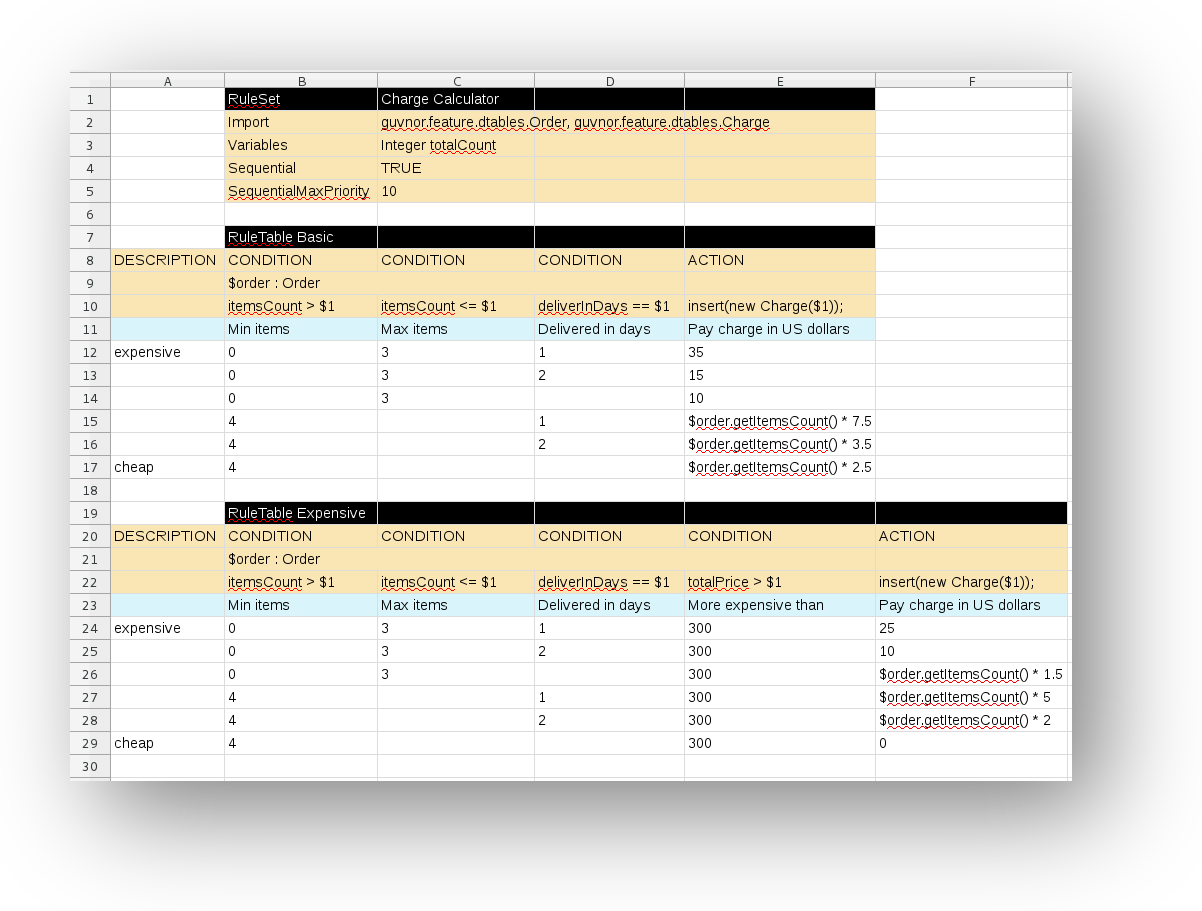 A B C D E F
1 RuleSet Charge Calculator
2 Import guvnor.feature.dtables.Order, guvnor.feature.dtables.Charge
3 Variables Integer totalCount
4 Sequential TRUE
5 SequentialMaxPriority 10
6
7 RuleTable Basic
8 DESCRIPTION CONDITION CONDITION CONDITION ACTION
9 $order : Order
10 itemsCount > $1 itemsCount <= $1 deliverInDays == $1 insert(new Charge($1));
11 Min items Max items Delivered in days Pay charge in US dollars
12 expensive 0 3 1 35
13 0 3 2 15
14 0 3 10
15 4 1 $order.getItemsCount() * 7.5
16 4 2 $order.getItemsCount() * 3.5
17 cheap 4 $order.getItemsCount() * 2.5
18
19 RuleTable Expensive
20 DESCRIPTION CONDITION CONDITION CONDITION CONDITION ACTION
21 $order : Order
22 itemsCount > $1 itemsCount <= $1 deliverInDays == $1 totalPrice > $1 insert(new Charge($1));
23 Min items Max items Delivered in days More expensive than Pay charge in US dollars
24 expensive 0 3 1 300 25
25 0 3 2 300 10
26 0 3 300 $order.getItemsCount() * 1.5
27 4 1 300 $order.getItemsCount() * 5
28 4 2 300 $order.getItemsCount() * 2
29 cheap 4 300 0
30